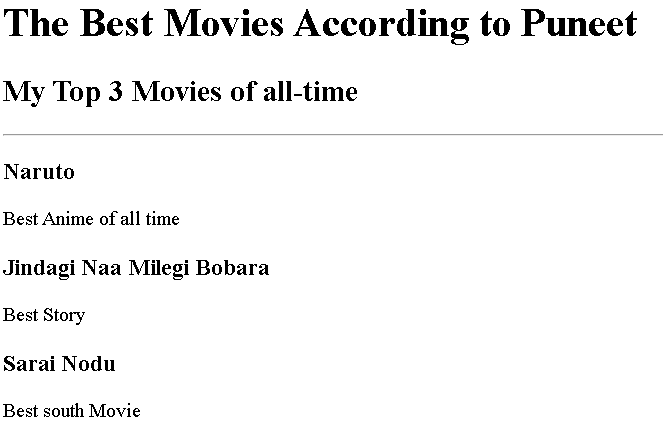 The Best Movies According to Puneet
My Top 3 Movies of all-time
Naruto
Best Anime of all time
Jindagi Naa Milegi Bobara
Best Story
Sarai Nodu
Best south Movie